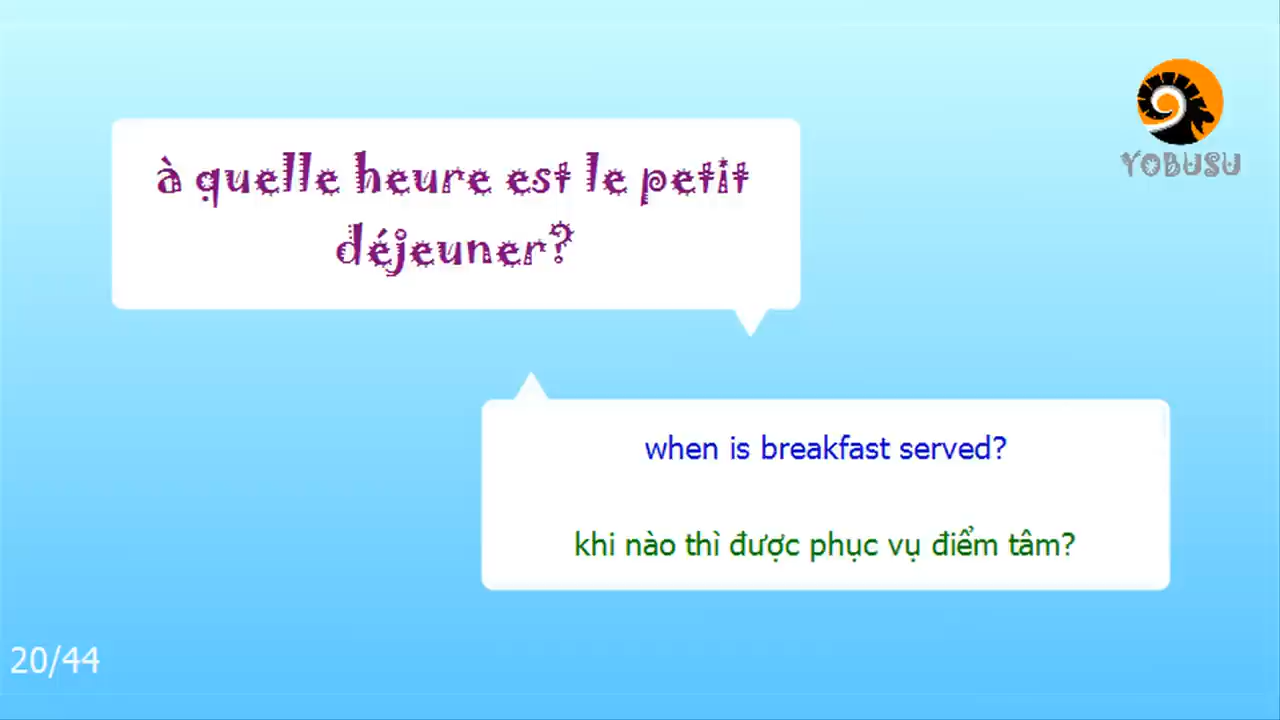 YOBUSU
à quelle heure est le petit
déjeuner?
when is breakfast served?
khi nào thì được phục vụ điểm tâm?
20/44